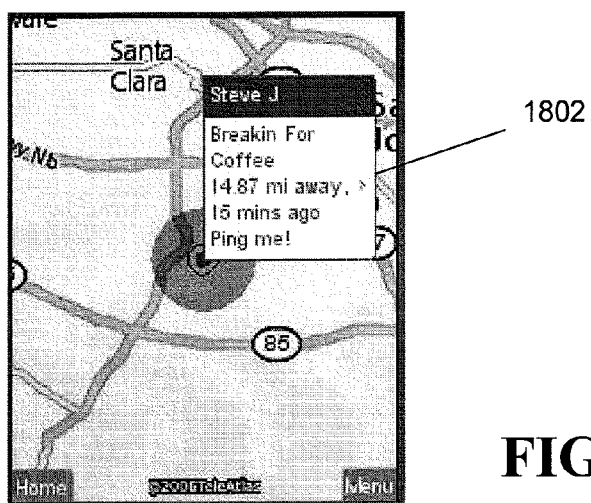 Santa
Clara
Steve J
Breakin For
Coffee
14.87 mi away, >
15 mins ago
Ping me!
1802
85
Home
Menu
FIG